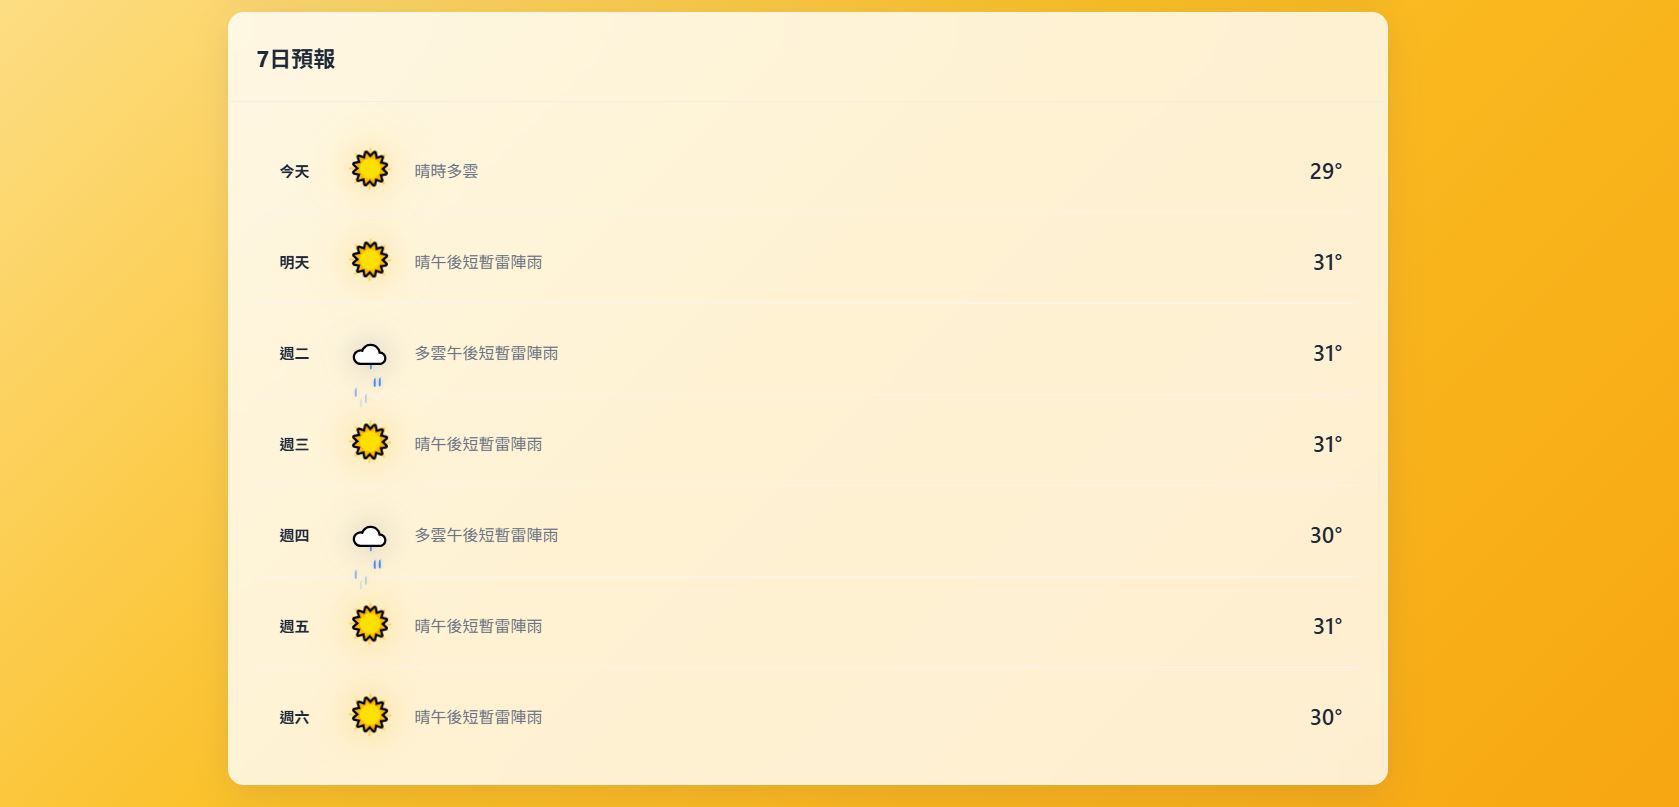 7日預報
今天 晴時多雲 29°
明天 晴午後短暫雷陣雨 31°
週二 多雲午後短暫雷陣雨 31°
週三 晴午後短暫雷陣雨 31°
週四 多雲午後短暫雷陣雨 30°
週五 晴午後短暫雷陣雨 31°
週六 晴午後短暫雷陣雨 30°